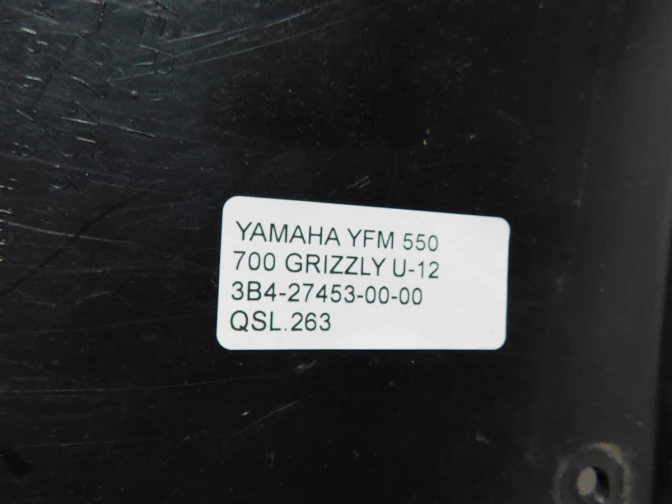 YAMAHA YFM 550
700 GRIZZLY U-12
3B4-27453-00-00
QSL.263